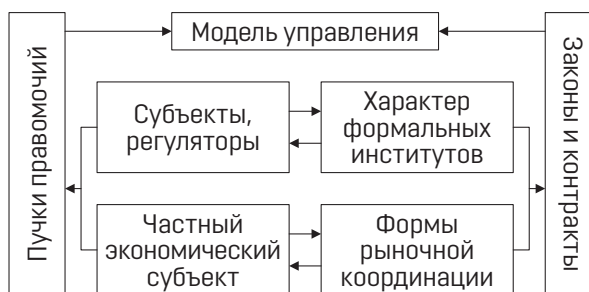 Модель управления
Пучки правомочий
Субъекты,
регуляторы
Характер
формальных
институтов
Частный
экономический
субъект
Формы
рыночной
координации
Законы и контракты